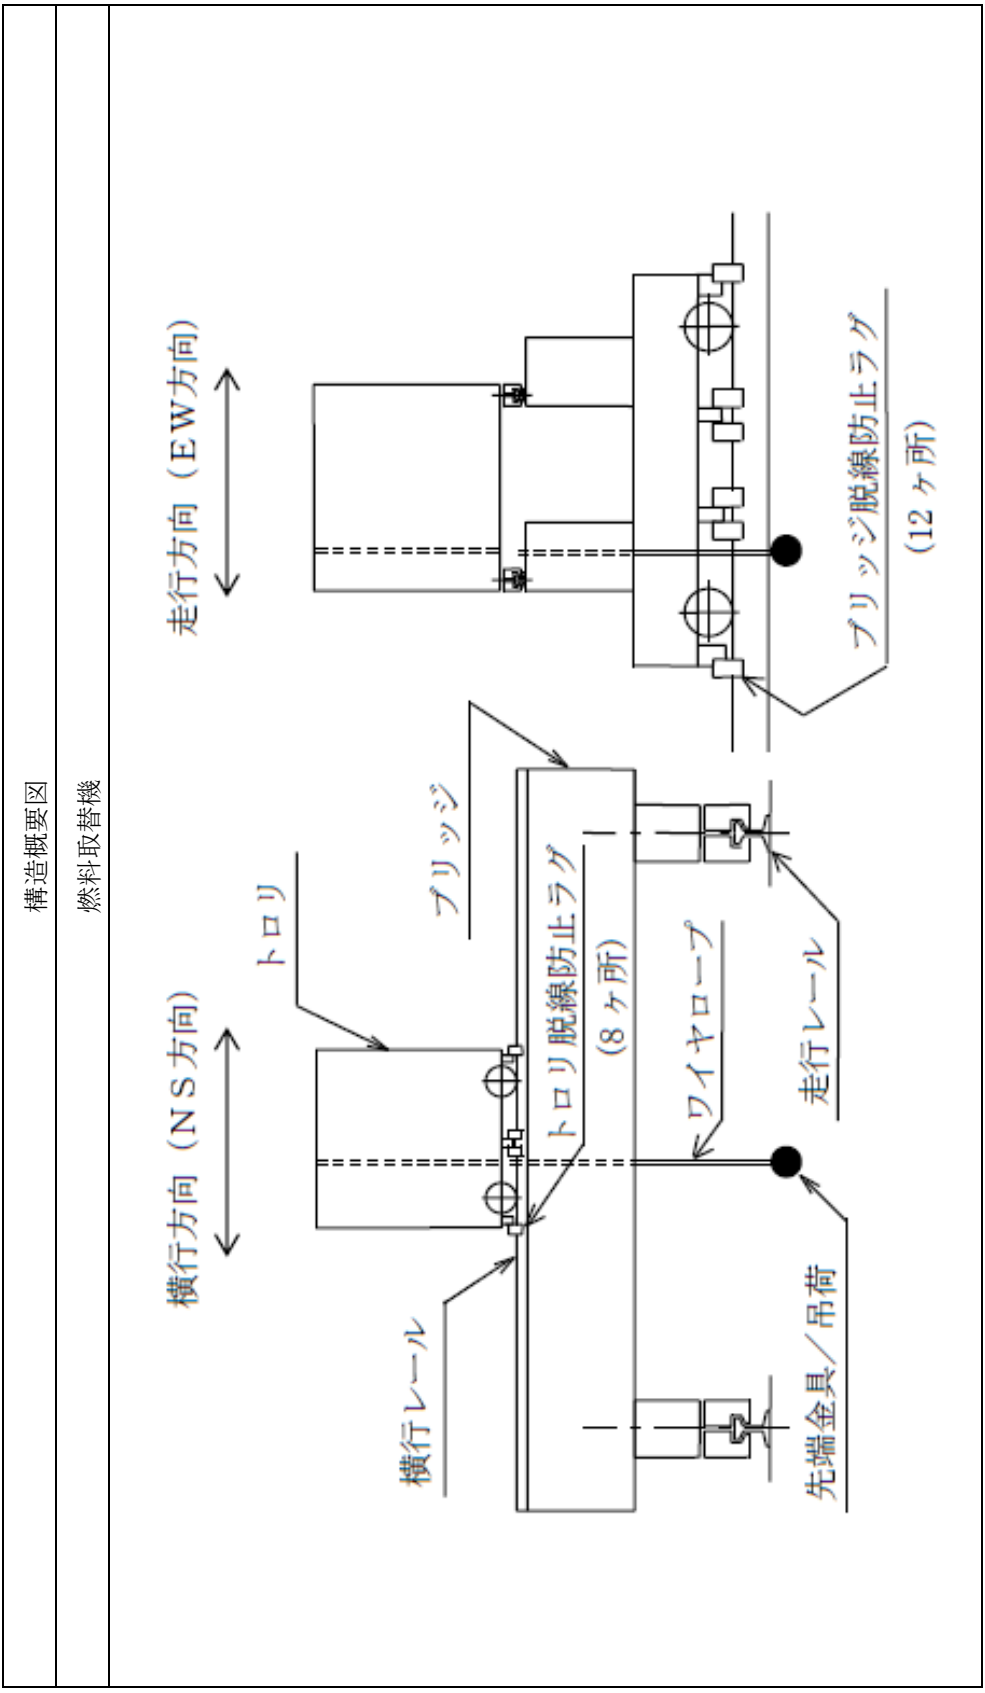 構造概要図
燃料取替機
横行方向（ＮＳ方向）
走行方向（ＥＷ方向）
トロリ
ブリッジ
横行レール
トロリ脱線防止ラグ
(8 ヶ所)
ワイヤロープ
走行レール
先端金具／吊荷
ブリッジ脱線防止ラグ
(12 ヶ所)